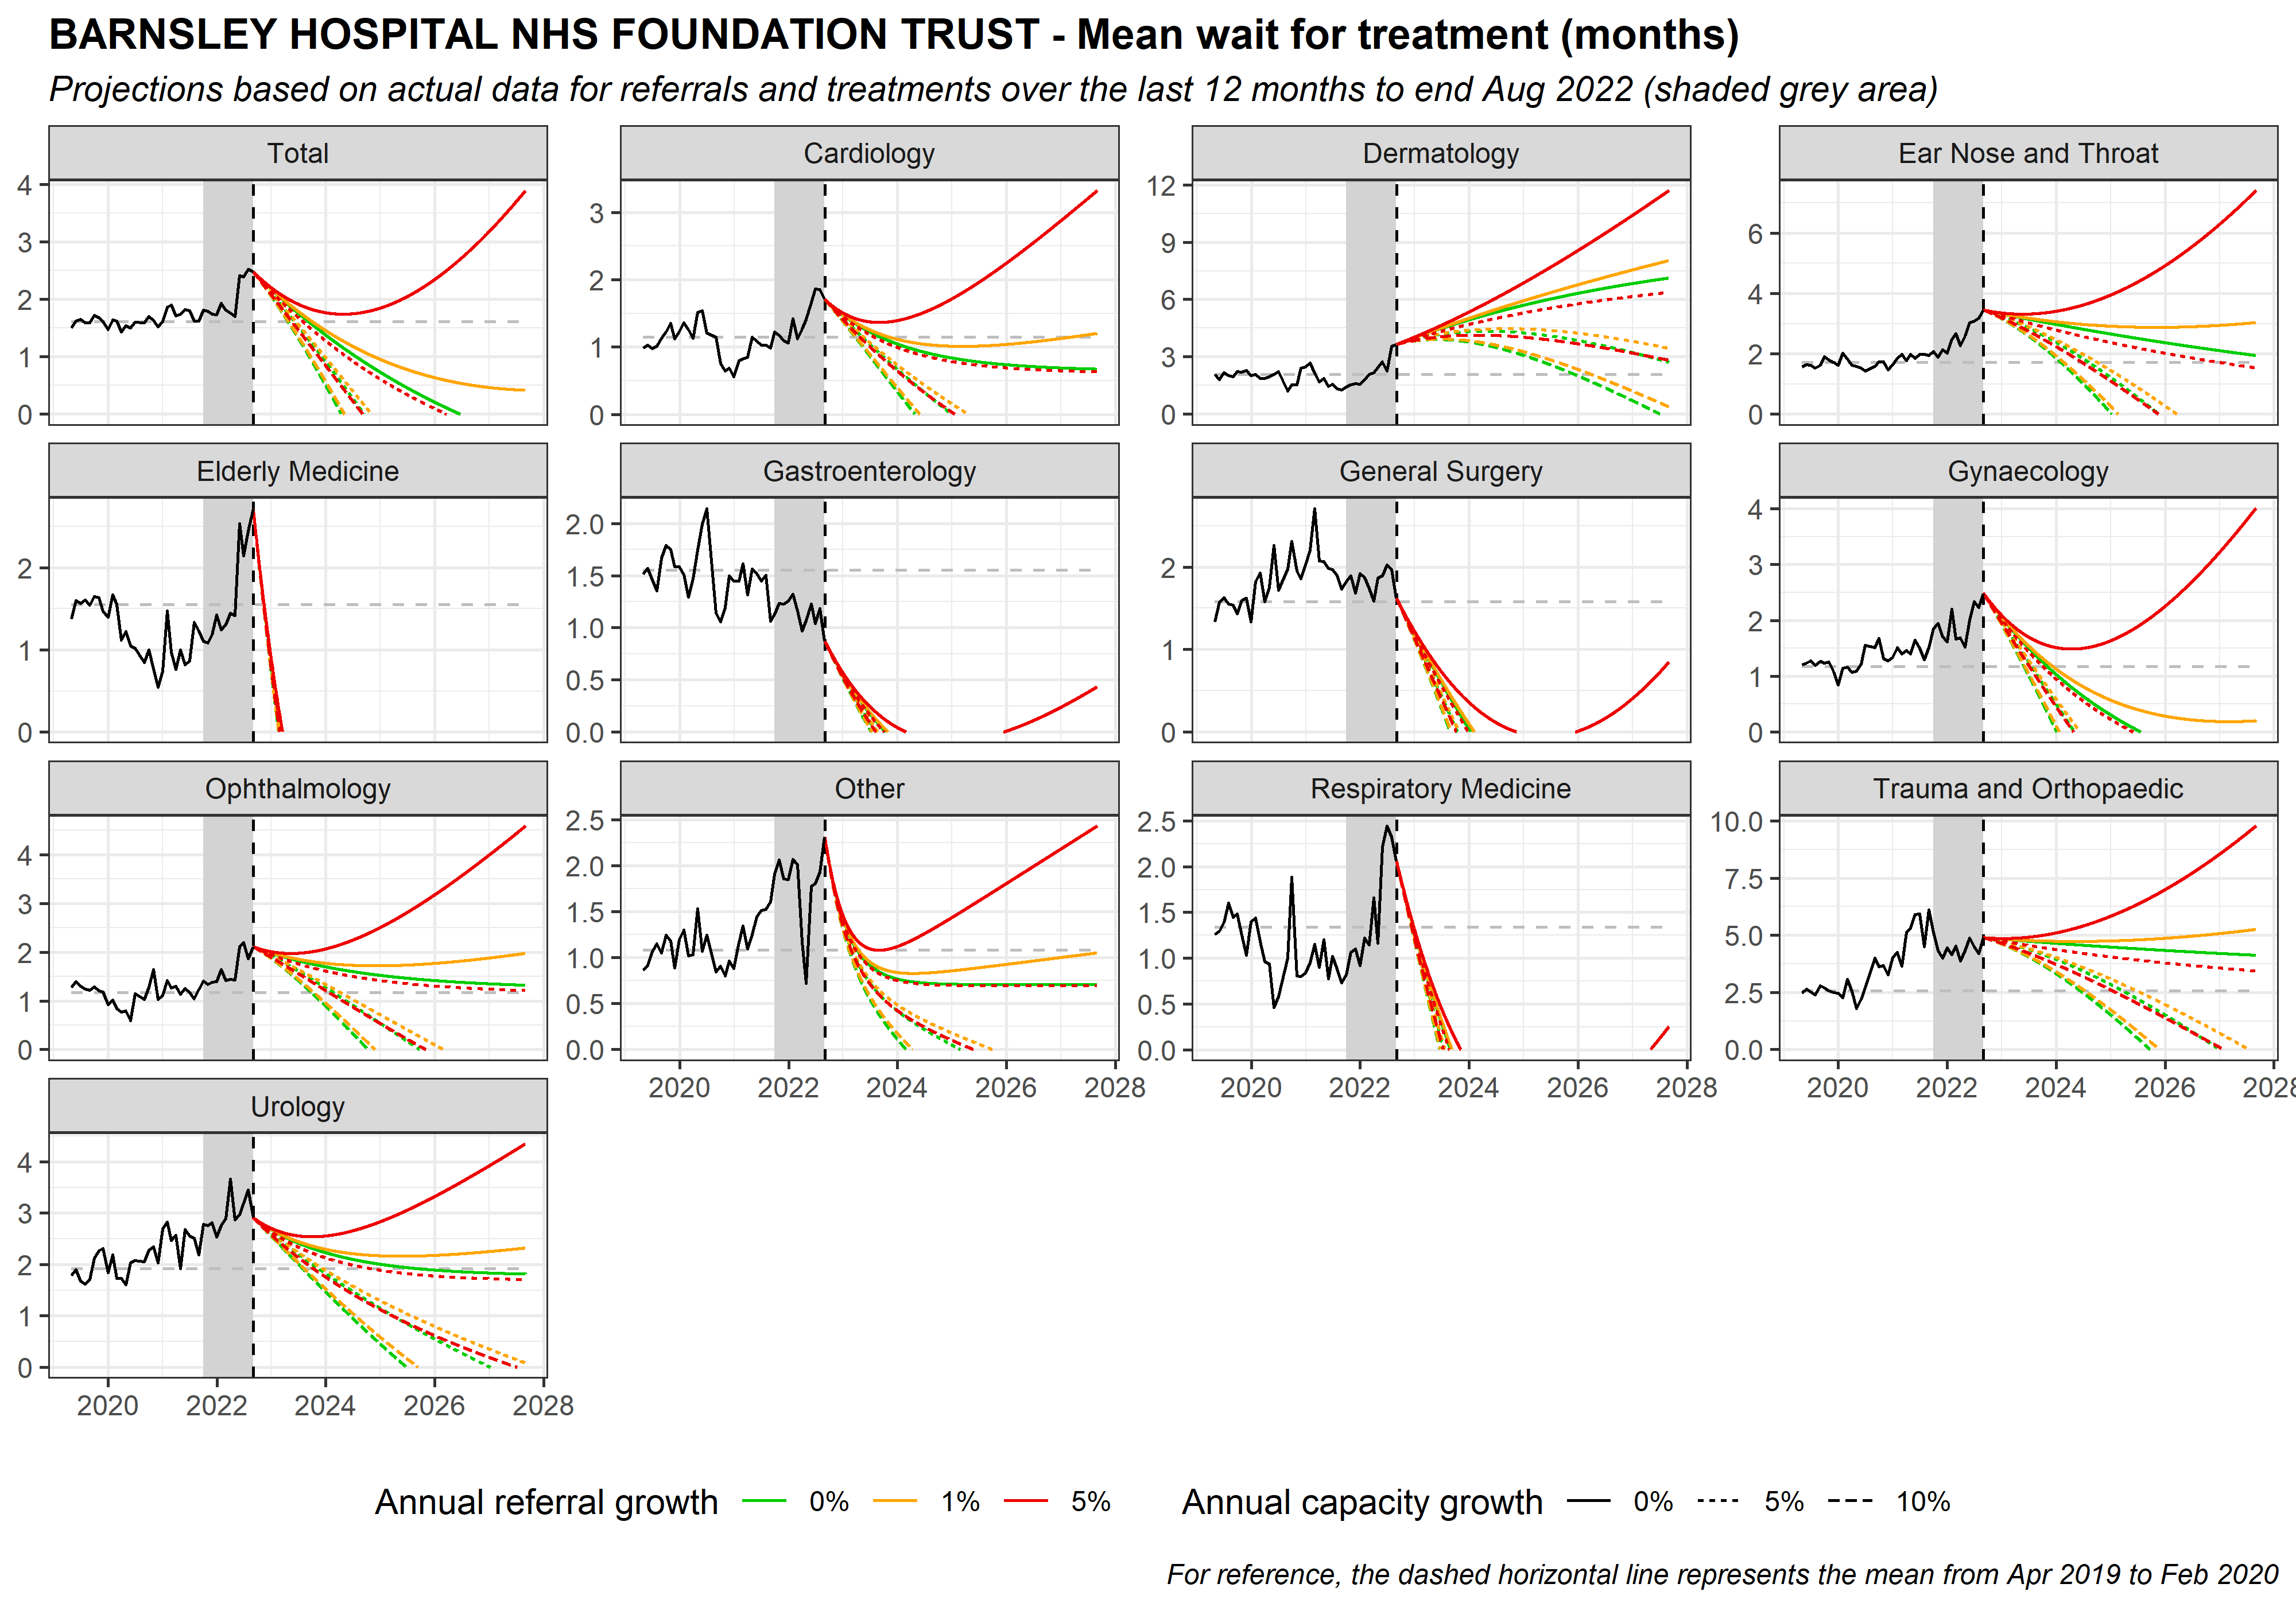 BARNSLEY HOSPITAL NHS FOUNDATION TRUST - Mean wait for treatment (months)
Projections based on actual data for referrals and treatments over the last 12 months to end Aug 2022 (shaded grey area)
Total
4
3
2
1
0
Cardiology
3
2
1
0
Dermatology
12
9
6
3
0
Ear Nose and Throat
6
4
2
0
Elderly Medicine
2
1
0
Gastroenterology
2.0
1.5
1.0
0.5
0.0
General Surgery
2
1
0
Gynaecology
4
3
2
1
0
Ophthalmology
4
3
2
1
0
Other
2.5
2.0
1.5
1.0
0.5
0.0
2020 2022 2024 2026 2028
Respiratory Medicine
2.5
2.0
1.5
1.0
0.5
0.0
2020 2022 2024 2026 2028
Trauma and Orthopaedic
10.0
7.5
5.0
2.5
0.0
2020 2022 2024 2026 2028
Urology
4
3
2
1
0
2020 2022 2024 2026 2028
Annual referral growth 0% 1% 5% Annual capacity growth 0% 5% 10%
For reference, the dashed horizontal line represents the mean from Apr 2019 to Feb 2020